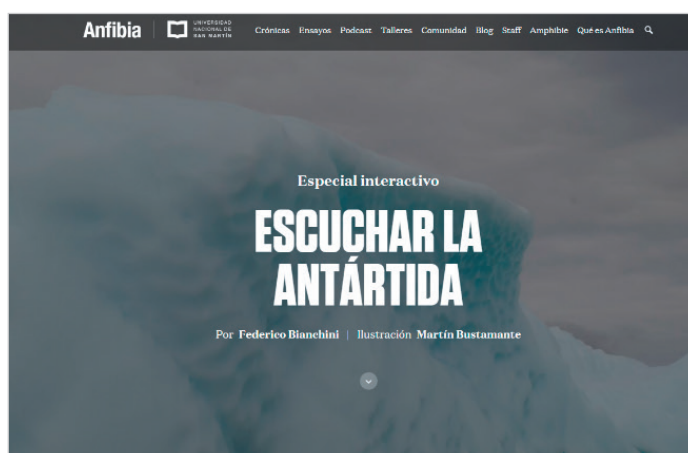 Anfibia
UNIVERSIDAD
NACIONAL DE
SAN MARTÍN
Crónicas Ensayos Podcast Talleres Comunidad Blog Staff Amphibie Qué es Anfibia
Especial interactivo
ESCUCHAR LA
ANTÁRTIDA
Por Federico Bianchini | Ilustración Martín Bustamante